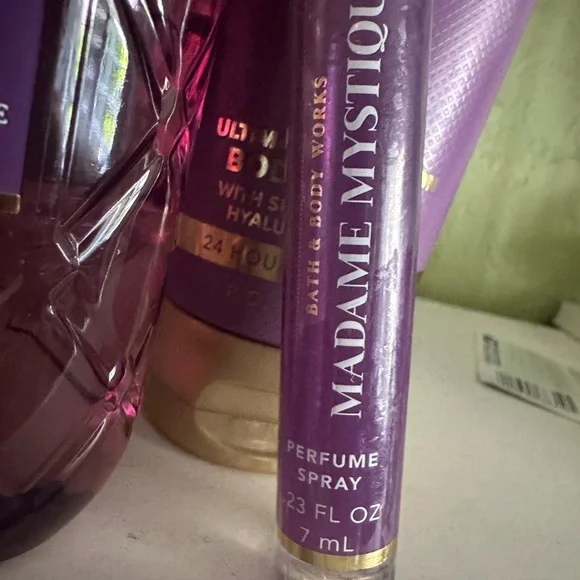 E
ULTIM
BOD
WITH SH
HYALU
24 HOU
BATH & BODY WORKS
MADAME MYSTIQU
PERFUME
SPRAY
.23 FL OZ
7 mL